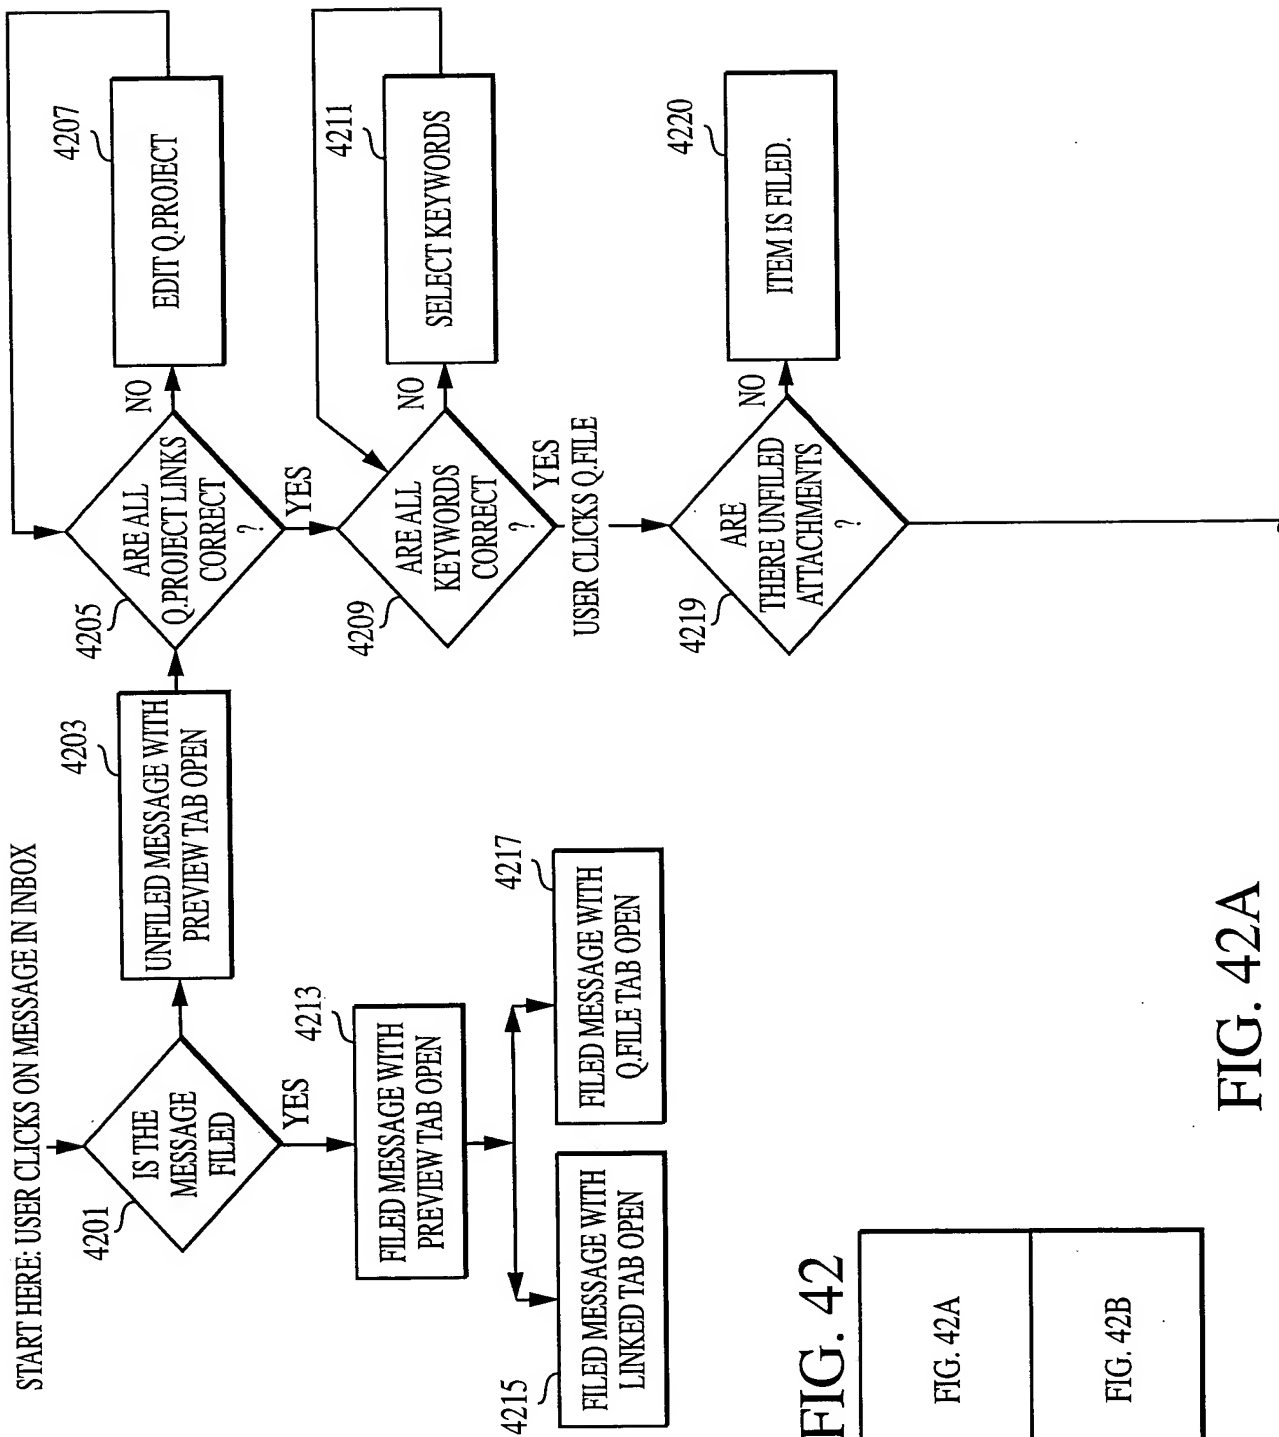 START HERE: USER CLICKS ON MESSAGE IN INBOX
4201
IS THE
MESSAGE
FILED
YES
4203
UNFILED MESSAGE WITH
PREVIEW TAB OPEN
4205
ARE ALL
Q.PROJECT LINKS
CORRECT
?
NO
YES
4207
EDIT Q.PROJECT
4209
ARE ALL
KEYWORDS
CORRECT
?
NO
YES
USER CLICKS Q.FILE
4211
SELECT KEYWORDS
4213
FILED MESSAGE WITH
PREVIEW TAB OPEN
4215
FILED MESSAGE WITH
LINKED TAB OPEN
4217
FILED MESSAGE WITH
Q.FILE TAB OPEN
4219
ARE
THERE UNFILED
ATTACHMENTS
?
NO
4220
ITEM IS FILED.
FIG. 42
FIG. 42A
FIG. 42B
FIG. 42A